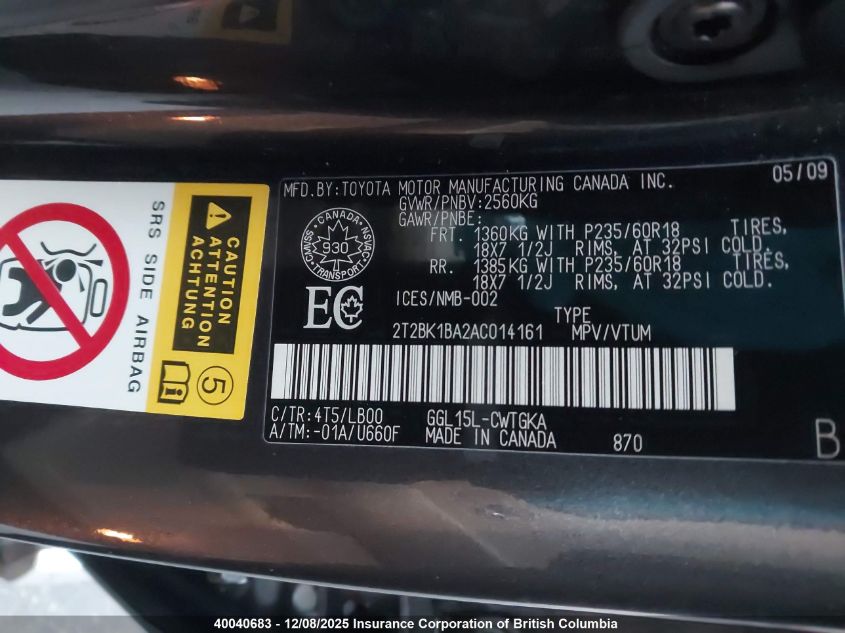 05/09
MFD.BY:TOYOTA MOTOR MANUFACTURING CANADA INC.
GVWR/PNBV:2560KG
GAWR/PNBE:
FRT. 1360KG WITH P235/60R18 TIRES,
18X7 1/2J RIMS, AT 32PSI COLD.
RR. 1385KG WITH P235/60R18 TIRES,
18X7 1/2J RIMS, AT 32PSI COLD.
CANADA
CMVSS
930
NSVAC
TRANSPORT
EC
ICES/NMB-002
TYPE
2T2BK1BA2AC014161 MPV/VTUM
C/TR:4T5/LB00 GGL15L-CWTGKA
A/TM:-01A/U660F MADE IN CANADA 870
B
SRS SIDE AIRBAG
CAUTION
ATTENTION
ACHTUNG
5
40040683 - 12/08/2025 Insurance Corporation of British Columbia